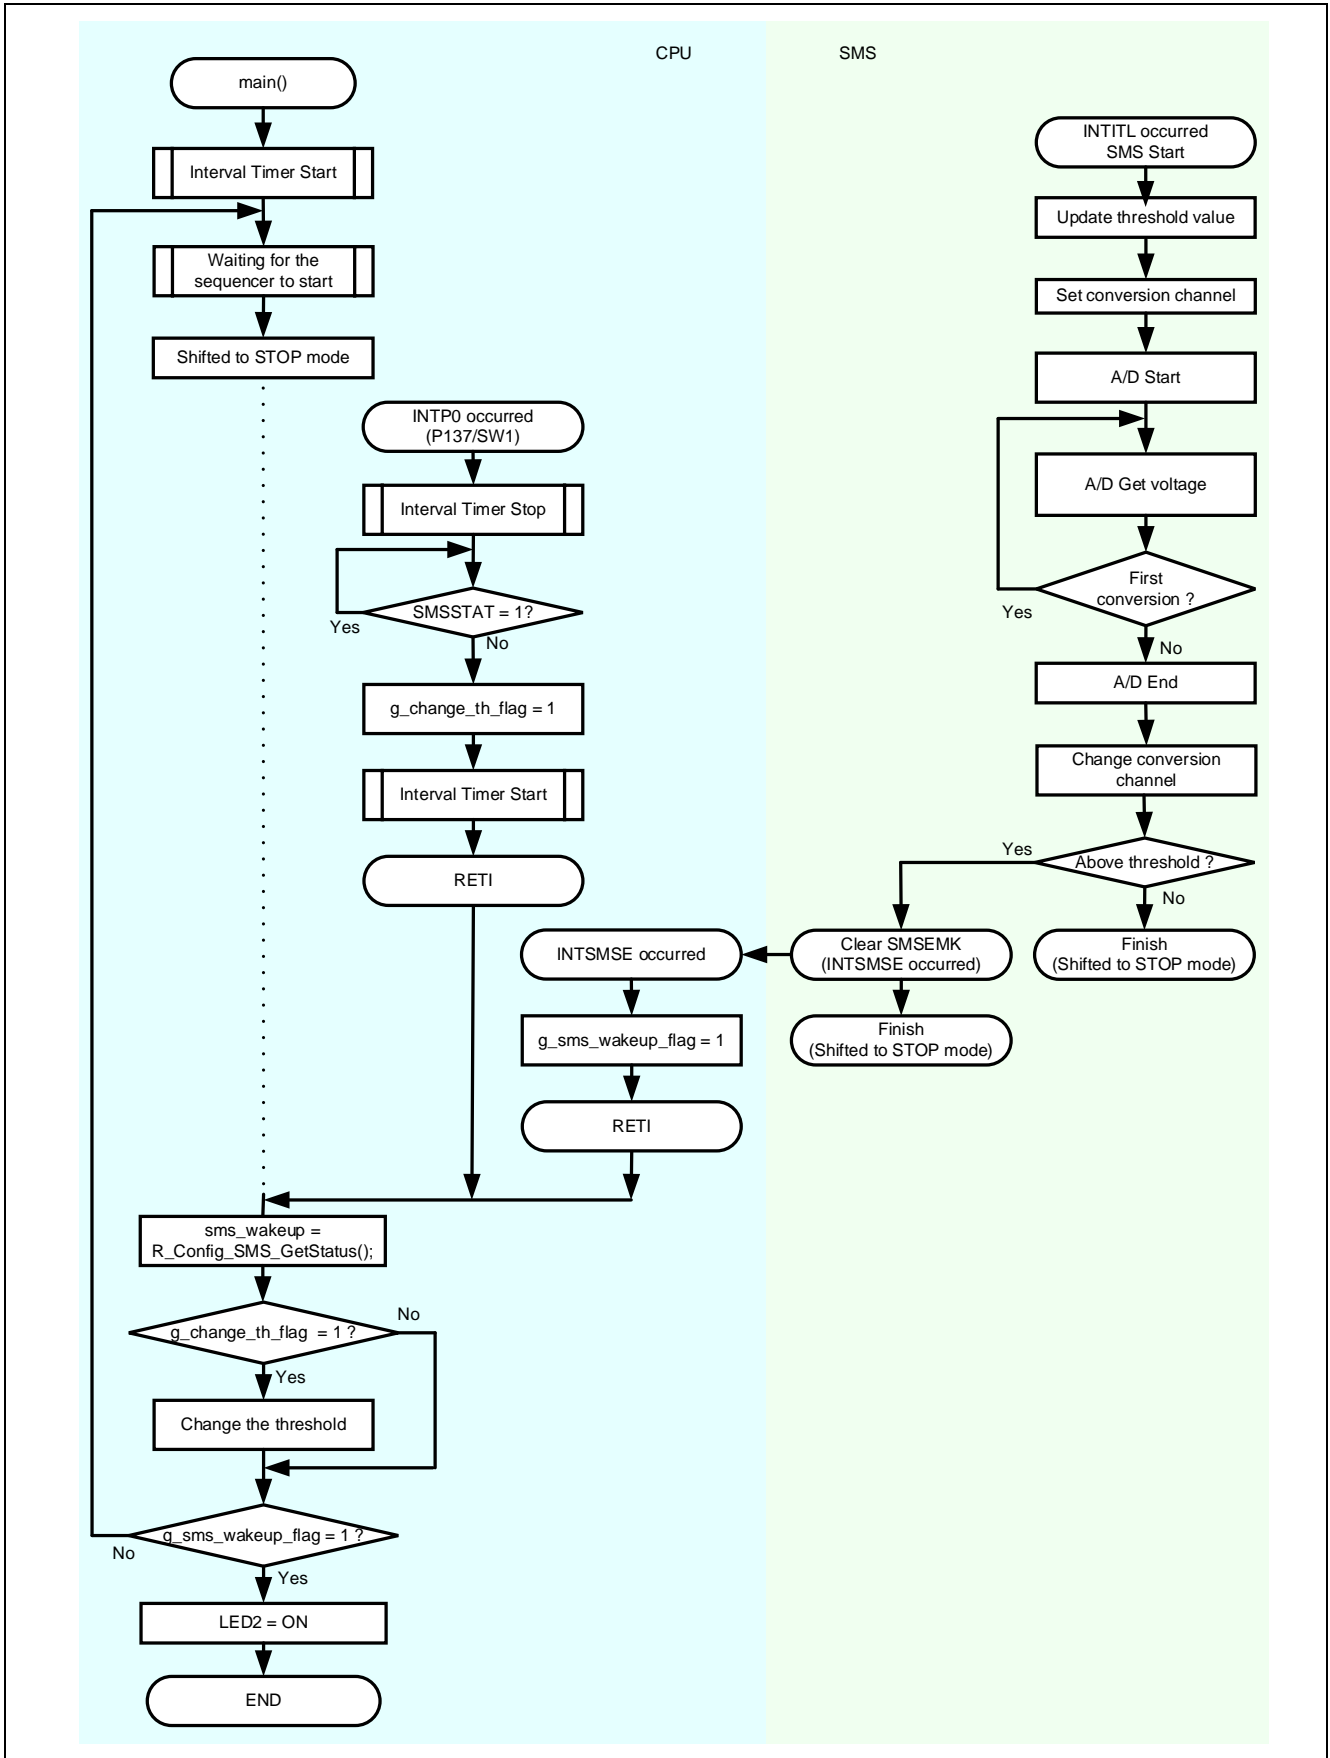 CPU
SMS
main()
Interval Timer Start
Waiting for the
sequencer to start
Shifted to STOP mode
INTP0 occurred
(P137/SW1)
Interval Timer Stop
SMSSTAT = 1?
Yes
No
g_change_th_flag = 1
Interval Timer Start
RETI
INTITL occurred
SMS Start
Update threshold value
Set conversion channel
A/D Start
A/D Get voltage
First
conversion ?
Yes
No
A/D End
Change conversion
channel
Above threshold ?
Yes
No
Finish
(Shifted to STOP mode)
Clear SMSEMK
(INTSMSE occurred)
Finish
(Shifted to STOP mode)
INTSMSE occurred
g_sms_wakeup_flag = 1
RETI
sms_wakeup =
R_Config_SMS_GetStatus();
g_change_th_flag = 1 ?
No
Yes
Change the threshold
g_sms_wakeup_flag = 1 ?
No
Yes
LED2 = ON
END